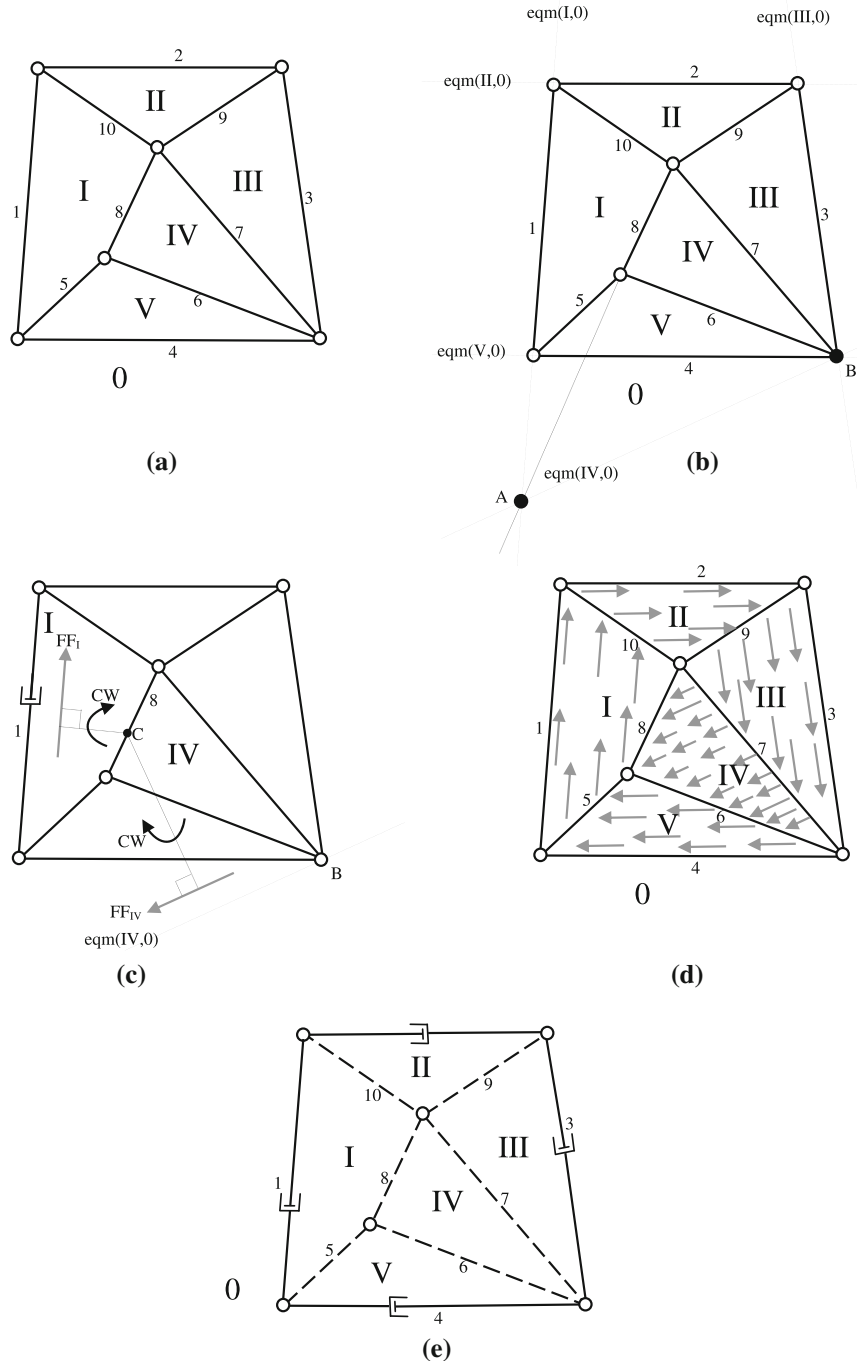 2
II
10
9
I
III
1
8
IV
7
3
5
V
6
4
0
(a)
eqm(I,0)
eqm(III,0)
eqm(II,0)
2
II
10
9
I
III
1
8
IV
7
3
5
V
6
eqm(V,0)
4
B
0
(b)
eqm(IV,0)
A
I
FF_I
CW
8
C
1
IV
CW
B
FF_IV
eqm(IV,0)
(c)
2
II
10
9
I
III
1
8
IV
7
3
5
V
6
4
0
(d)
II
10
9
3
I
III
1
8
IV
7
5
V
6
0
4
(e)